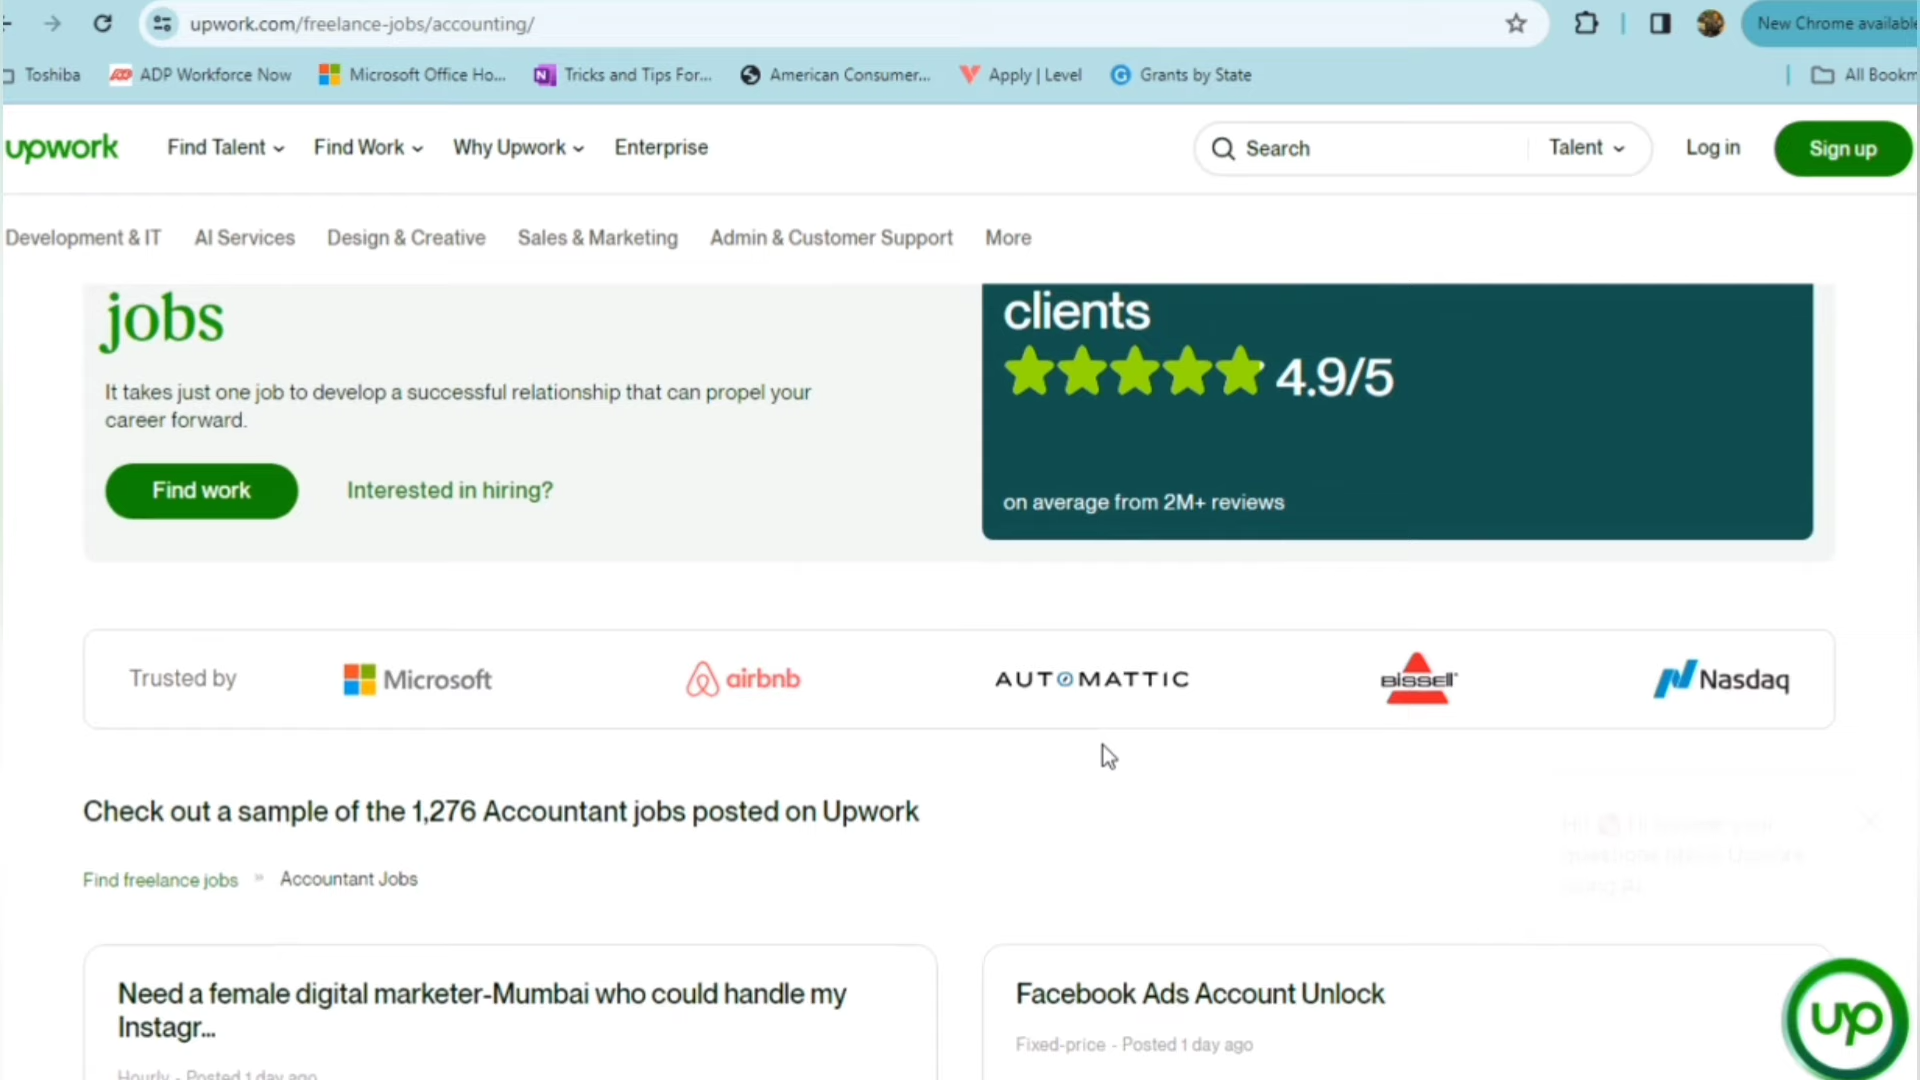 upwork.com/freelance-jobs/accounting/
New Chrome available
Toshiba
ADP Workforce Now
Microsoft Office Ho...
Tricks and Tips For...
American Consumer...
Apply | Level
Grants by State
All Bookm
upwork
Find Talent
Find Work
Why Upwork
Enterprise
Search
Talent
Log in
Sign up
Development & IT
AI Services
Design & Creative
Sales & Marketing
Admin & Customer Support
More
jobs
It takes just one job to develop a successful relationship that can propel your
career forward.
Find work
Interested in hiring?
clients
4.9/5
on average from 2M+ reviews
Trusted by
Microsoft
airbnb
AUTOMATTIC
BISSELL
Nasdaq
Check out a sample of the 1,276 Accountant jobs posted on Upwork
Find freelance jobs » Accountant Jobs
Need a female digital marketer-Mumbai who could handle my
Instagr...
Hourly - Posted 1 day ago
Facebook Ads Account Unlock
Fixed-price - Posted 1 day ago
up